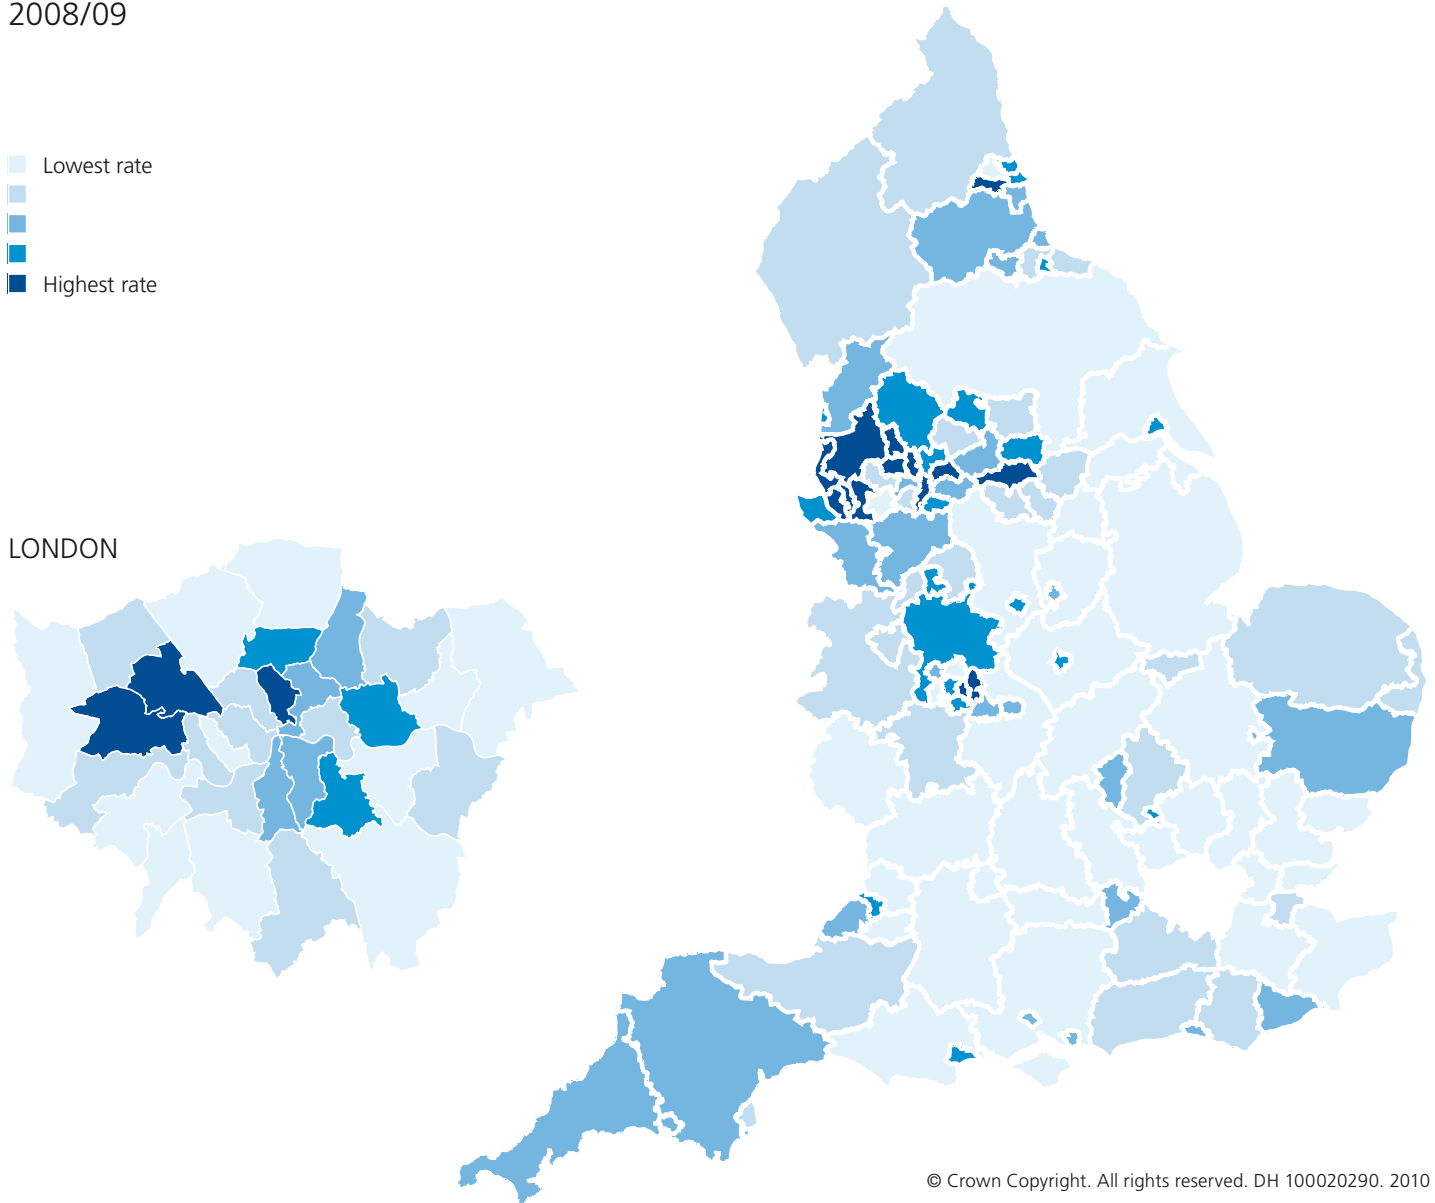 2008/09
Lowest rate
Highest rate
LONDON
© Crown Copyright. All rights reserved. DH 100020290. 2010